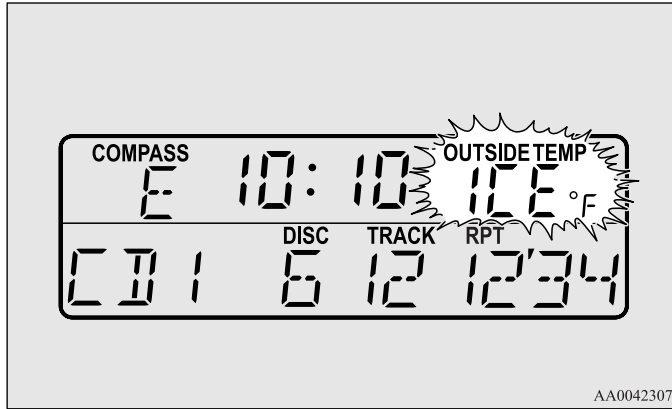 COMPASS OUTSIDE TEMP
E 10:10 ICE °F
DISC TRACK RPT
CD1 6 12 12'34
AA0042307